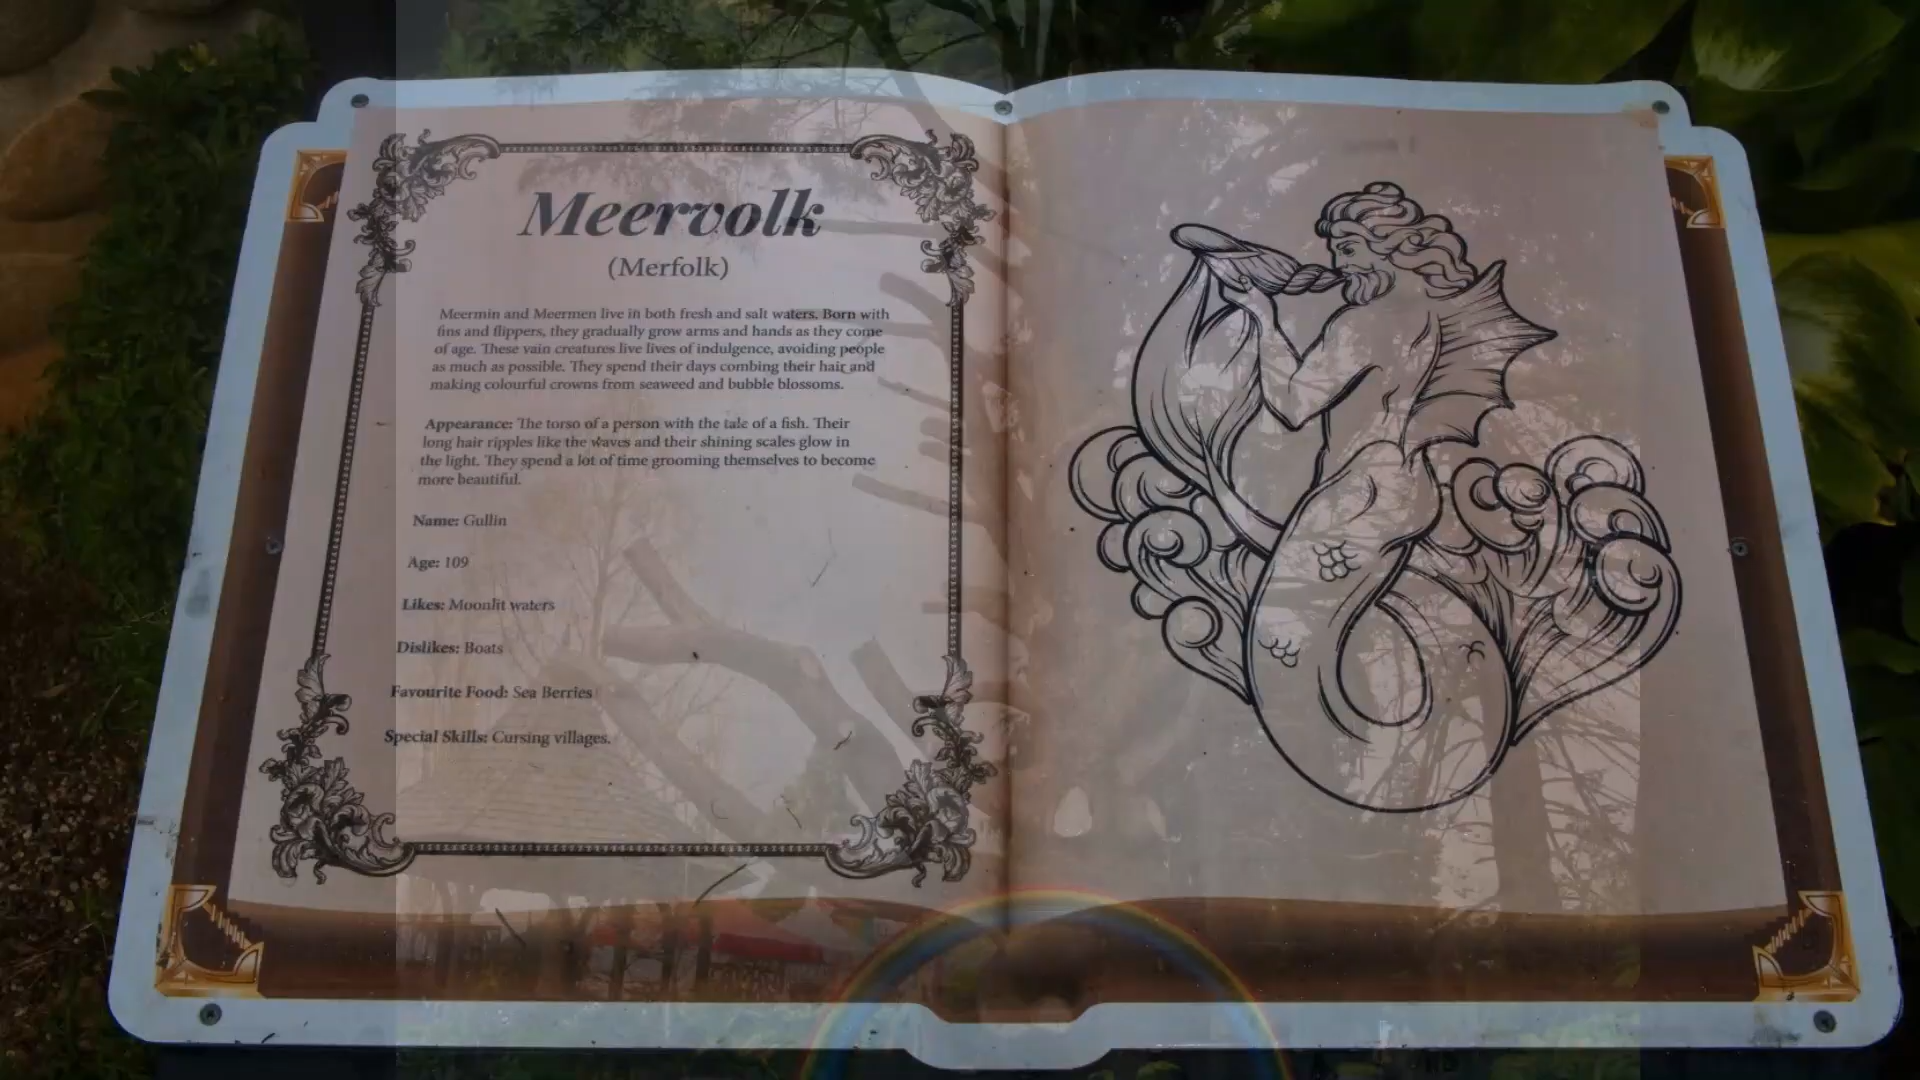 Meervolk
(Merfolk)
Meermin and Meermen live in both fresh and salt waters. Born with
fins and flippers, they gradually grow arms and hands as they come
of age. These vain creatures live lives of indulgence, avoiding people
as much as possible. They spend their days combing their hair and
making colourful crowns from seaweed and bubble blossoms.
Appearance: The torso of a person with the tale of a fish. Their
long hair ripples like the waves and their shining scales glow in
the light. They spend a lot of time grooming themselves to become
more beautiful.
Name: Gullin
Age: 109
Likes: Moonlit waters
Dislikes: Boats
Favourite Food: Sea Berries
Special Skills: Cursing villages.